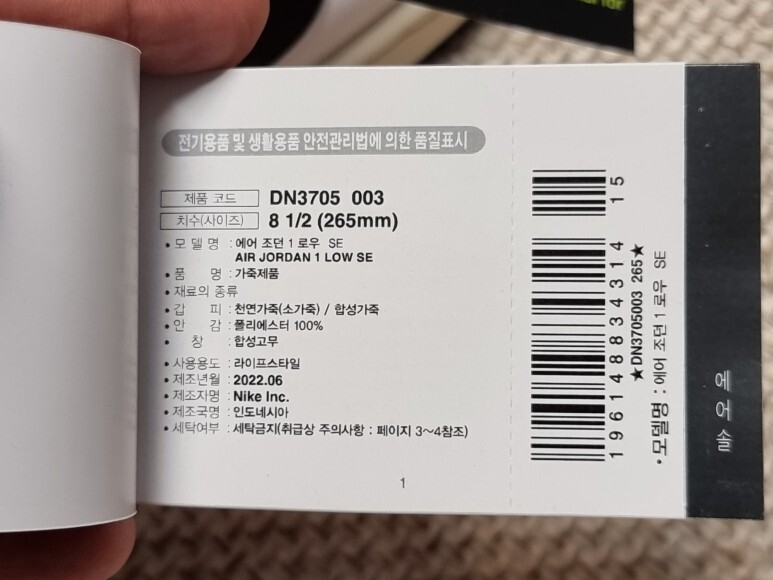 전기용품 및 생활용품 안전관리법에 의한 품질표시
제품 코드 DN3705 003
치수(사이즈) 8 1/2 (265mm)
• 모 델 명 : 에어 조던 1 로우 SE
AIR JORDAN 1 LOW SE
• 품 명 : 가죽제품
• 재료의 종류
• 갑 피 : 천연가죽(소가죽) / 합성가죽
• 안 감 : 폴리에스터 100%
• 창 : 합성고무
• 사용용도 : 라이프스타일
• 제조년월 : 2022.06
• 제조자명 : Nike Inc.
• 제조국명 : 인도네시아
• 세탁여부 : 세탁금지(취급상 주의사항 : 페이지 3~4참조)
1
15
196148834314
★DN3705003 265★
• 모델명 : 에어 조던 1 로우 SE
에어솔